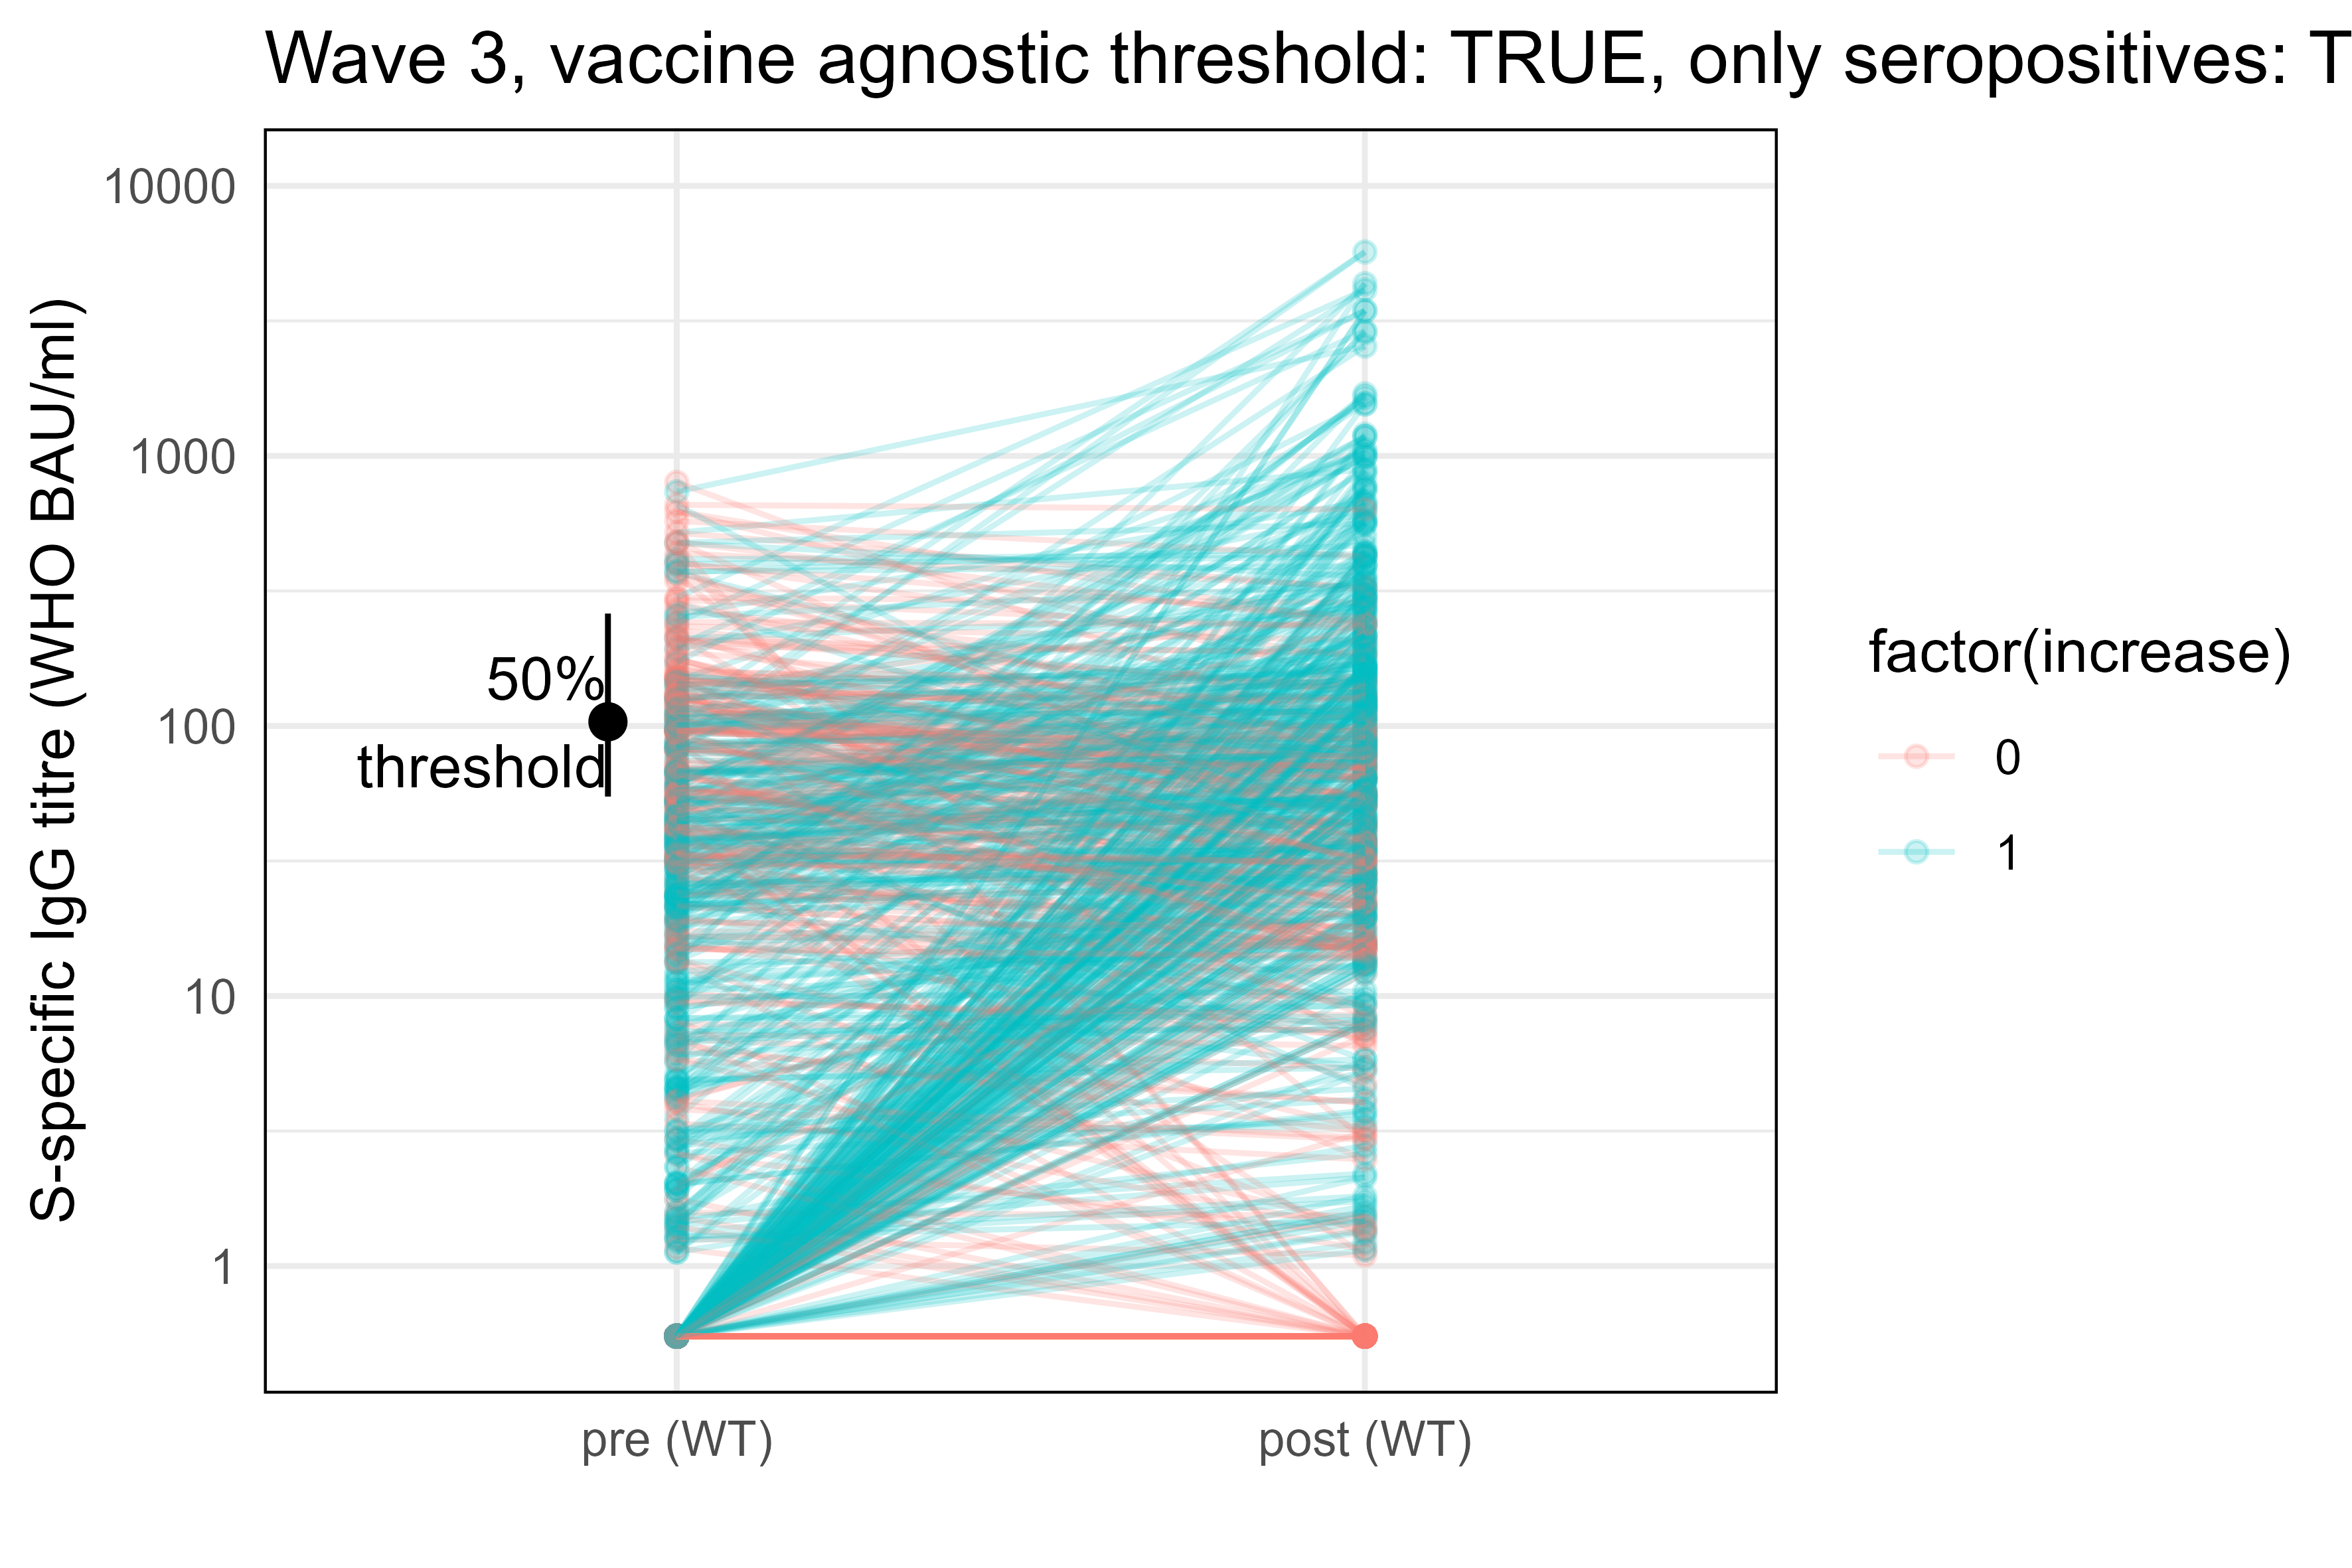 Wave 3, vaccine agnostic threshold: TRUE, only seropositives: T
S-specific IgG titre (WHO BAU/ml)
10000
1000
100
10
1
50%
threshold
pre (WT)
post (WT)
factor(increase)
0
1